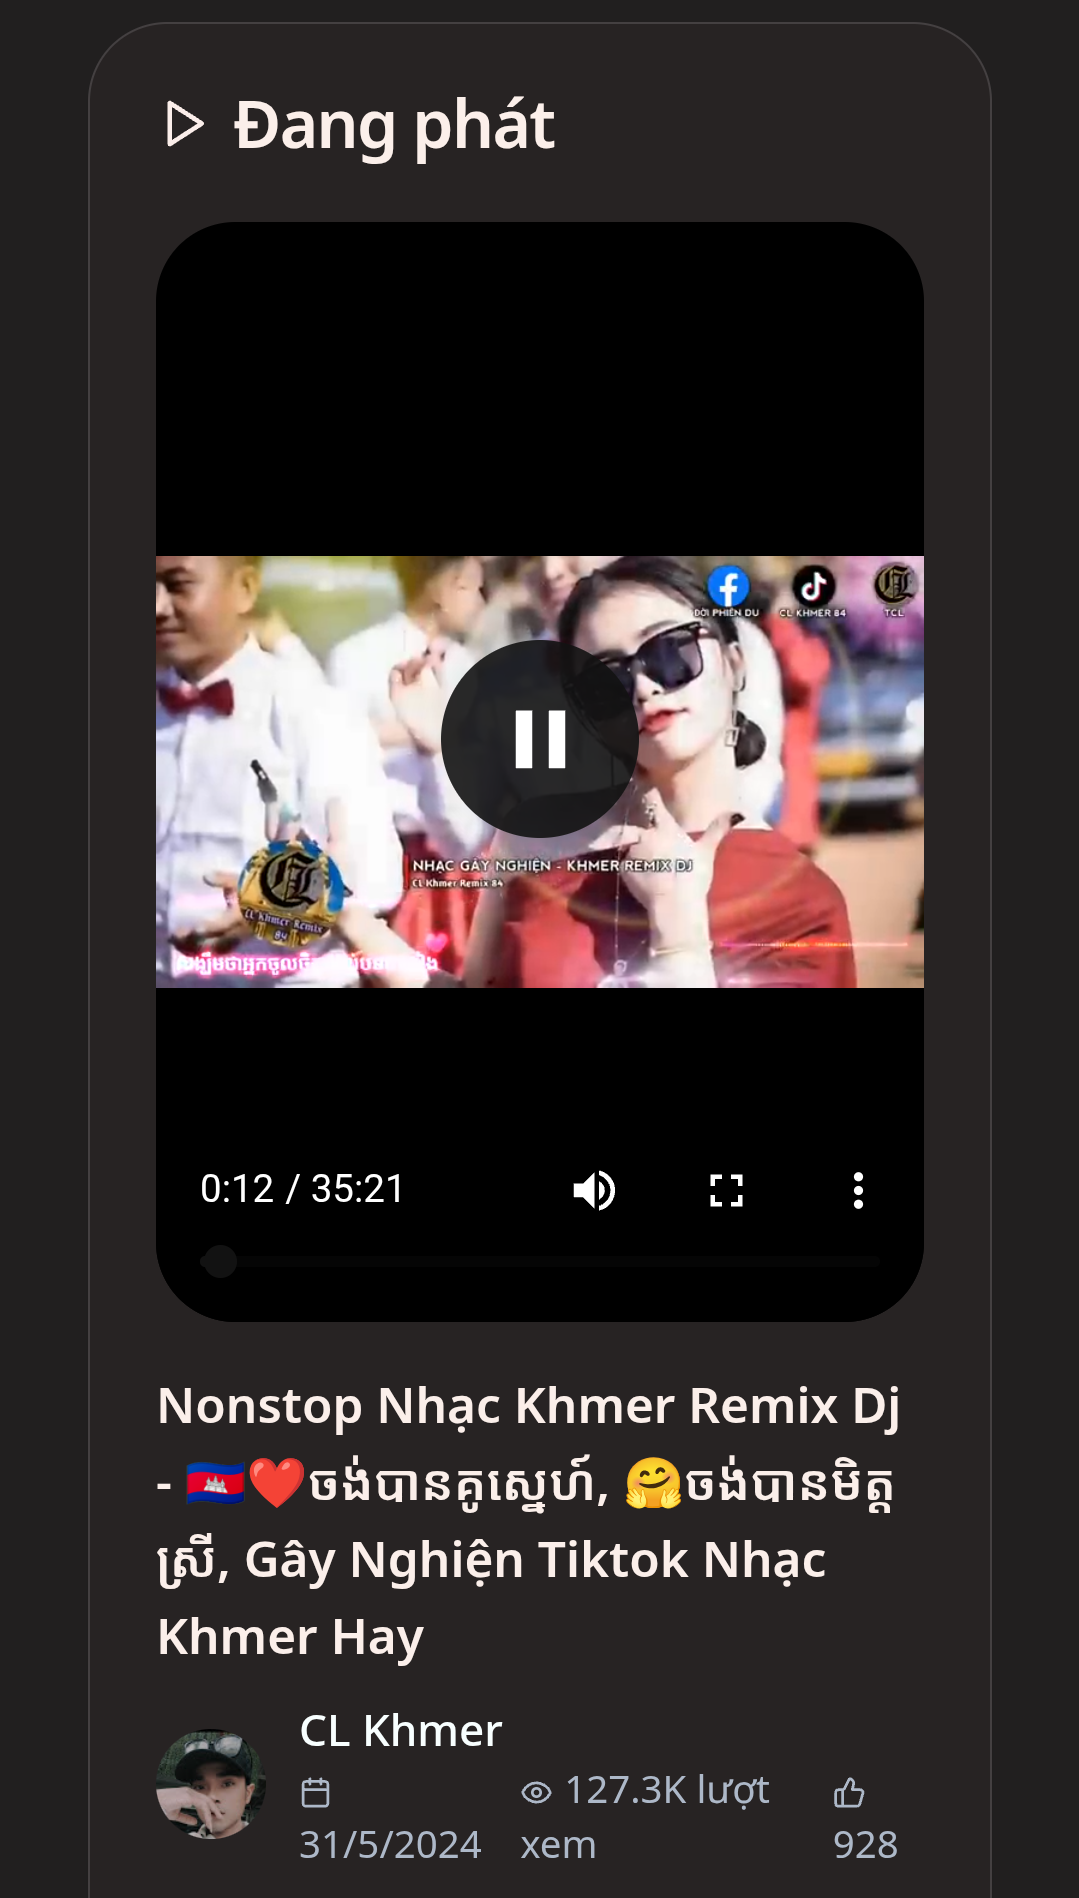 Đang phát
ĐỜI PHIÊN DU
CL KHMER 84
TCL
NHẠC GÂY NGHIỆN - KHMER REMIX DJ
CL Khmer Remix 84
CL Khmer Remix
84
0:12 / 35:21
Nonstop Nhạc Khmer Remix Dj
- 🇰🇭❤️ចង់បានគូស្នេហ៍, 🤗ចង់បានមិត្ត
ស្រី, Gây Nghiện Tiktok Nhạc
Khmer Hay
CL Khmer
31/5/2024
127.3K lượt
xem
928